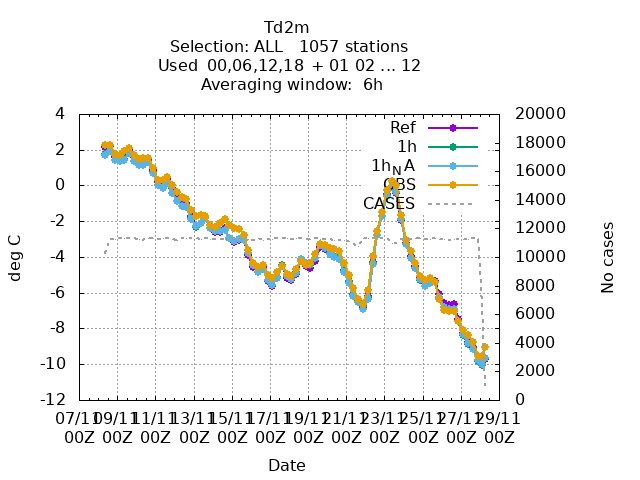 Td2m
Selection: ALL   1057 stations
Used  00,06,12,18 + 01 02 ... 12
Averaging window:  6h
4 20000
2 18000
0 16000
-2 14000
-4 12000
-6 10000
-8 8000
-10 6000
-12 4000
2000
0
Ref
1h
1hNA
OBS
CASES
deg C
No cases
07/11 09/11 11/11 13/11 15/11 17/11 19/11 21/11 23/11 25/11 27/11 29/11
00Z 00Z 00Z 00Z 00Z 00Z 00Z 00Z 00Z 00Z 00Z 00Z
Date